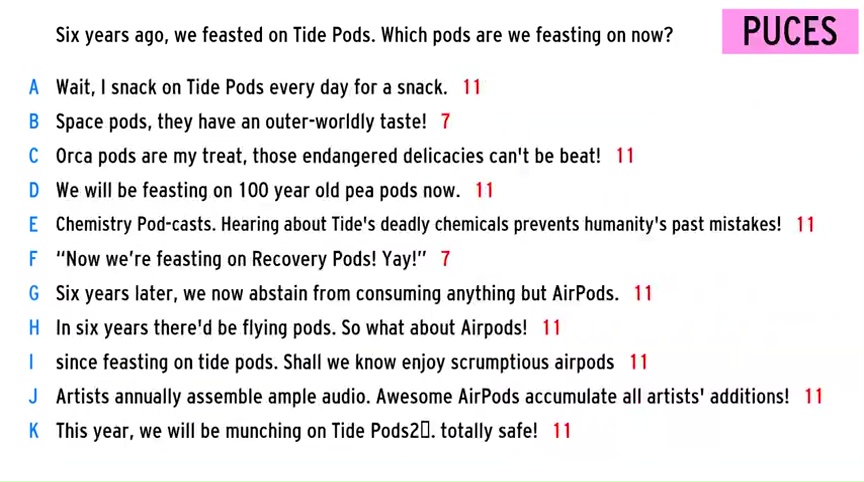 Six years ago, we feasted on Tide Pods. Which pods are we feasting on now?
PUCES
A Wait, I snack on Tide Pods every day for a snack. 11
B Space pods, they have an outer-worldly taste! 7
C Orca pods are my treat, those endangered delicacies can't be beat! 11
D We will be feasting on 100 year old pea pods now. 11
E Chemistry Pod-casts. Hearing about Tide's deadly chemicals prevents humanity's past mistakes! 11
F “Now we’re feasting on Recovery Pods! Yay!” 7
G Six years later, we now abstain from consuming anything but AirPods. 11
H In six years there'd be flying pods. So what about Airpods! 11
I since feasting on tide pods. Shall we know enjoy scrumptious airpods 11
J Artists annually assemble ample audio. Awesome AirPods accumulate all artists' additions! 11
K This year, we will be munching on Tide Pods2▯. totally safe! 11